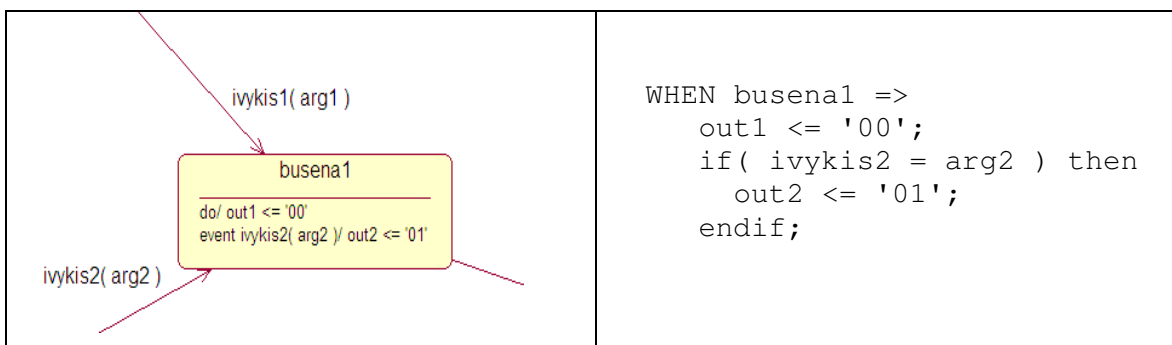 ivykis1( arg1 )
busena1
do/ out1 <= '00'
event ivykis2( arg2 )/ out2 <= '01'
ivykis2( arg2 )
WHEN busena1 =>
out1 <= '00';
if( ivykis2 = arg2 ) then
out2 <= '01';
endif;